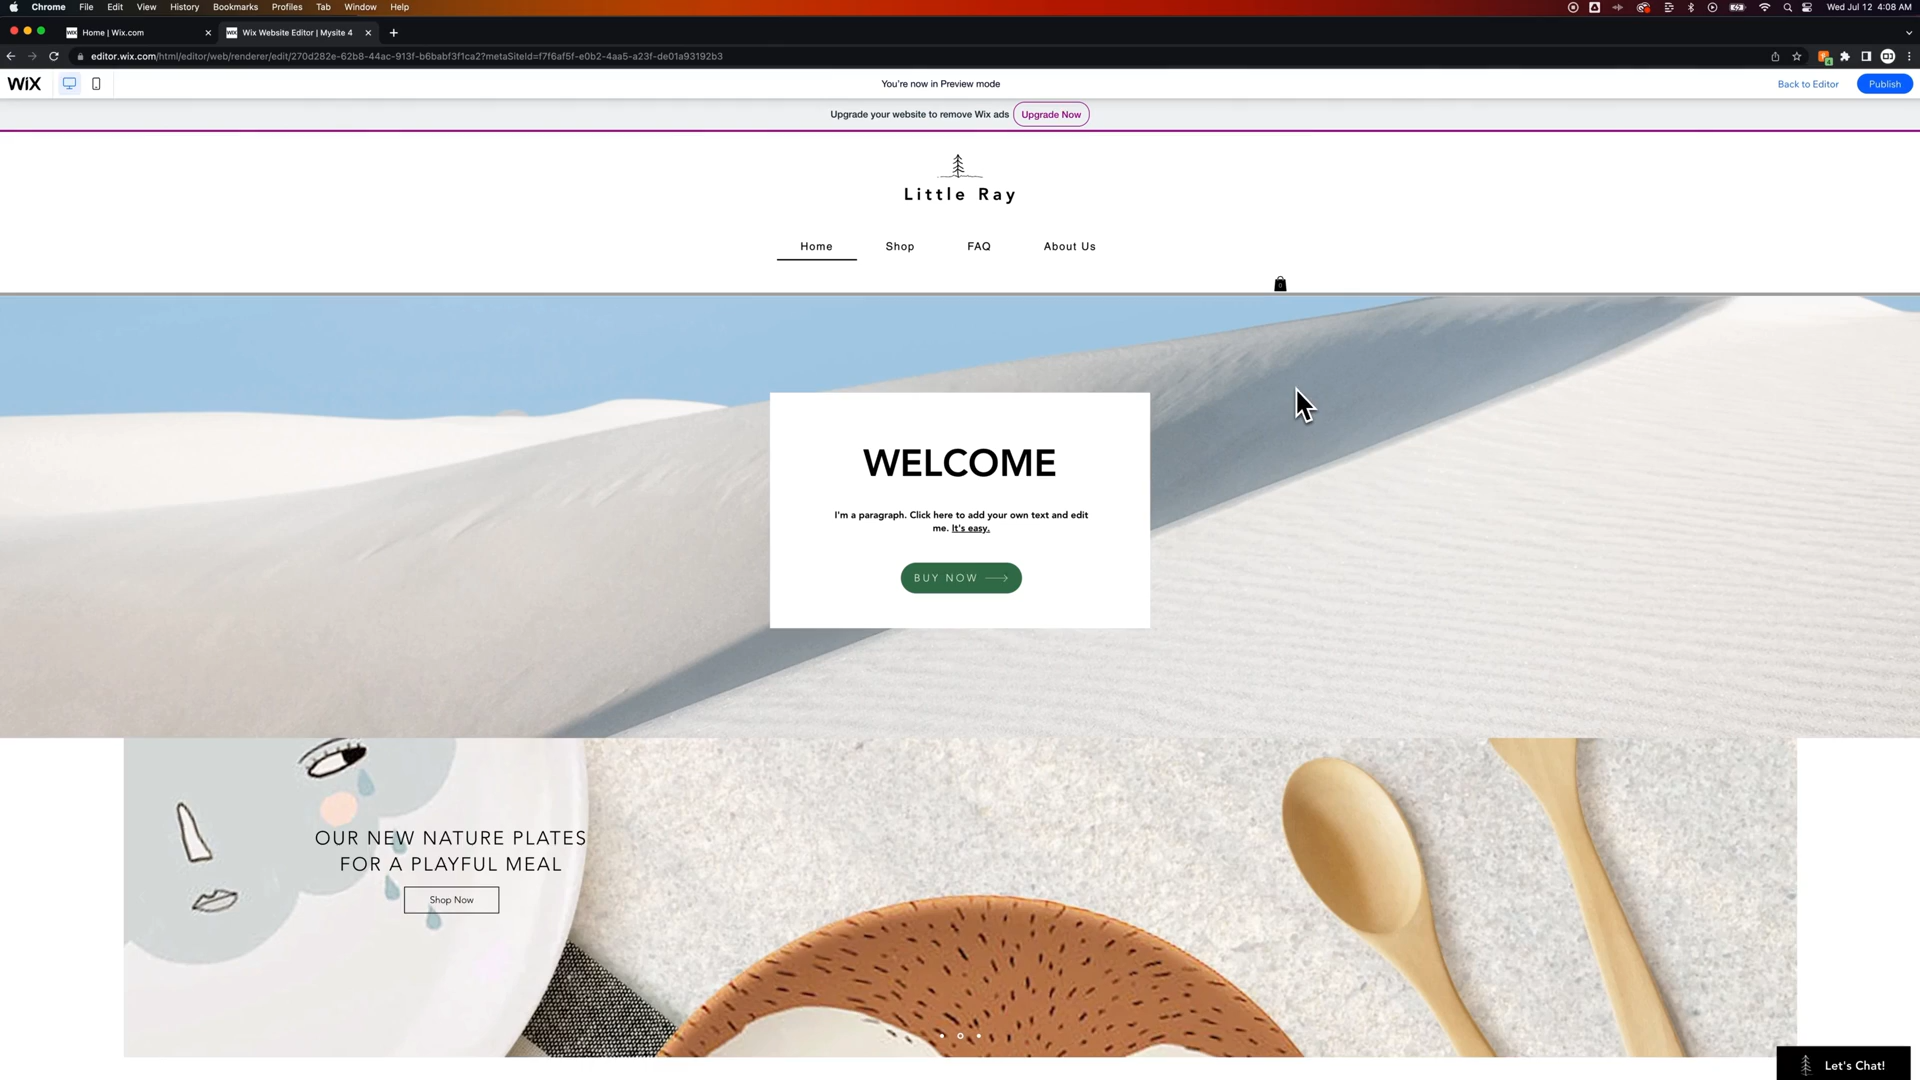 Chrome File Edit View History Bookmarks Profiles Tab Window Help
Wed Jul 12 4:08 AM
Home | Wix.com
Wix Website Editor | Mysite 4
editor.wix.com/html/editor/web/renderer/edit/270d282e-62b8-44ac-913f-b6babf3f1ca2?metaSiteId=f7f6af5f-e0b2-4aa5-a23f-de01a93192b3
WiX
You're now in Preview mode
Back to Editor
Publish
Upgrade your website to remove Wix ads
Upgrade Now
Little Ray
Home Shop FAQ About Us
0
WELCOME
I'm a paragraph. Click here to add your own text and edit
me. It's easy.
BUY NOW
OUR NEW NATURE PLATES
FOR A PLAYFUL MEAL
Shop Now
Let's Chat!